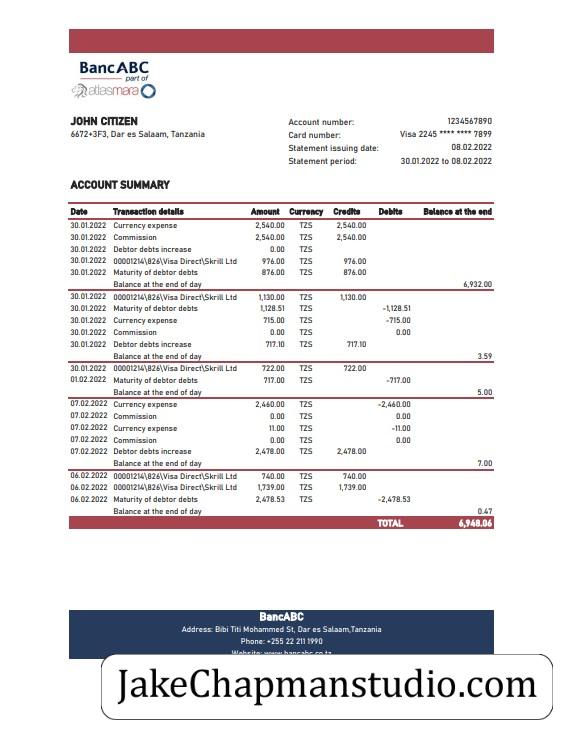 BancABC
part of
atlasmara
JOHN CITIZEN
6672+3F3, Dar es Salaam, Tanzania
Account number: 1234567890
Card number: Visa 2245 **** **** 7899
Statement issuing date: 08.02.2022
Statement period: 30.01.2022 to 08.02.2022
ACCOUNT SUMMARY
Date Transaction details Amount Currency Credits Debits Balance at the end
30.01.2022 Currency expense 2,540.00 TZS 2,540.00
30.01.2022 Commission 2,540.00 TZS 2,540.00
30.01.2022 Debtor debts increase 0.00 TZS
30.01.2022 00001214\826\Visa Direct\Skrill Ltd 976.00 TZS 976.00
30.01.2022 Maturity of debtor debts 876.00 TZS 876.00
Balance at the end of day 6,932.00
30.01.2022 00001214\826\Visa Direct\Skrill Ltd 1,130.00 TZS 1,130.00
30.01.2022 Maturity of debtor debts 1,128.51 TZS -1,128.51
30.01.2022 Currency expense 715.00 TZS -715.00
30.01.2022 Commission 0.00 TZS 0.00
30.01.2022 Debtor debts increase 717.10 TZS 717.10
Balance at the end of day 3.59
30.01.2022 00001214\826\Visa Direct\Skrill Ltd 722.00 TZS 722.00
01.02.2022 Maturity of debtor debts 717.00 TZS -717.00
Balance at the end of day 5.00
07.02.2022 Currency expense 2,460.00 TZS -2,460.00
07.02.2022 Commission 0.00 TZS 0.00
07.02.2022 Currency expense 11.00 TZS -11.00
07.02.2022 Commission 0.00 TZS 0.00
07.02.2022 Debtor debts increase 2,478.00 TZS 2,478.00
Balance at the end of day 7.00
06.02.2022 00001214\826\Visa Direct\Skrill Ltd 740.00 TZS 740.00
06.02.2022 00001214\826\Visa Direct\Skrill Ltd 1,739.00 TZS 1,739.00
06.02.2022 Maturity of debtor debts 2,478.53 TZS -2,478.53
Balance at the end of day 0.47
TOTAL 6,948.06
BancABC
Address: Bibi Titi Mohammed St, Dar es Salaam,Tanzania
Phone: +255 22 211 1990
Website: www.bancabc.co.tz
JakeChapmanstudio.com